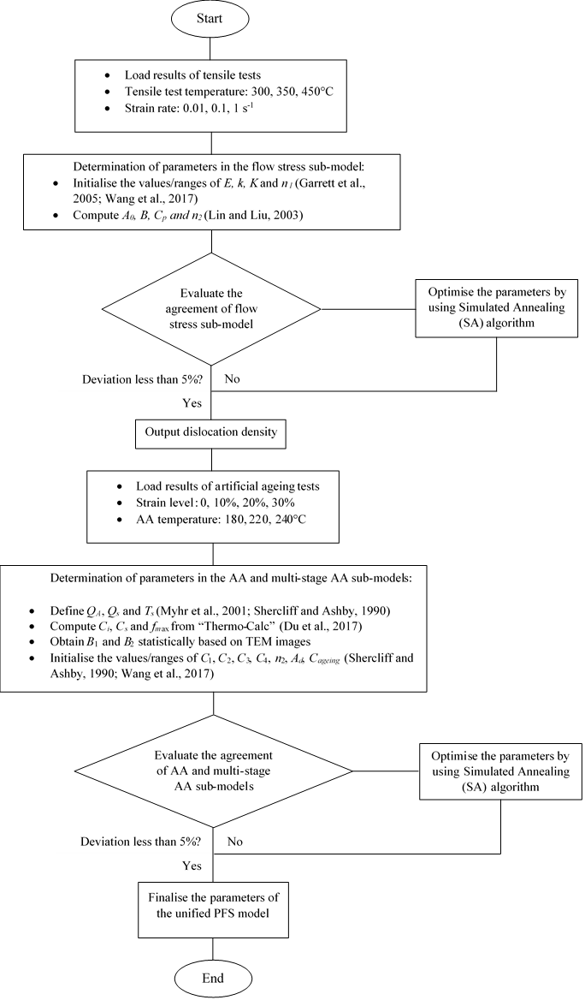 Start
• Load results of tensile tests
• Tensile test temperature: 300, 350, 450°C
• Strain rate: 0.01, 0.1, 1 s⁻¹
Determination of parameters in the flow stress sub-model:
• Initialise the values/ranges of E, k, K and n₁ (Garrett et al.,
2005; Wang et al., 2017)
• Compute A₀, B, Cₚ and n₂ (Lin and Liu, 2003)
Evaluate the
agreement of flow
stress sub-model
Optimise the parameters by
using Simulated Annealing
(SA) algorithm
Deviation less than 5%? No
Yes
Output dislocation density
• Load results of artificial ageing tests
• Strain level: 0, 10%, 20%, 30%
• AA temperature: 180, 220, 240°C
Determination of parameters in the AA and multi-stage AA sub-models:
• Define Q_A, Q_s and T_s (Myhr et al., 2001; Shercliff and Ashby, 1990)
• Compute C_i, C_s and f_max from “Thermo-Calc” (Du et al., 2017)
• Obtain B₁ and B₂ statistically based on TEM images
• Initialise the values/ranges of C₁, C₂, C₃, C₄, n₂, A_d, C_ageing (Shercliff and
Ashby, 1990; Wang et al., 2017)
Evaluate the agreement
of AA and multi-stage
AA sub-models
Optimise the parameters by
using Simulated Annealing
(SA) algorithm
Deviation less than 5%? No
Yes
Finalise the parameters of
the unified PFS model
End